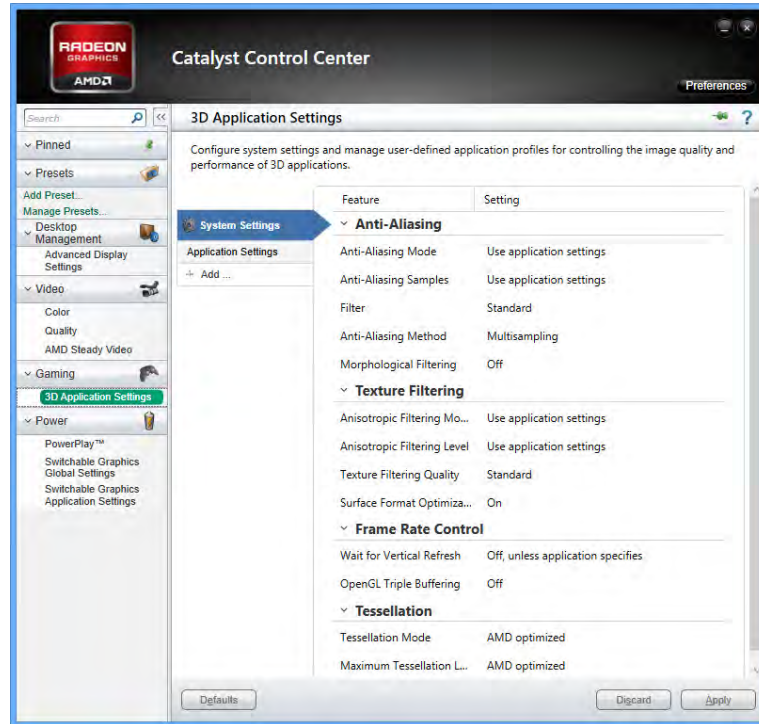 RADEON
GRAPHICS
AMD
Catalyst Control Center
Preferences
Search
3D Application Settings
?
Pinned
Configure system settings and manage user-defined application profiles for controlling the image quality and
performance of 3D applications.
Presets
Add Preset...
Manage Presets...
Desktop
Management
Advanced Display
Settings
Video
Color
Quality
AMD Steady Video
Gaming
3D Application Settings
Power
PowerPlay™
Switchable Graphics
Global Settings
Switchable Graphics
Application Settings
System Settings
Application Settings
Add ...
Feature Setting
Anti-Aliasing
Anti-Aliasing Mode Use application settings
Anti-Aliasing Samples Use application settings
Filter Standard
Anti-Aliasing Method Multisampling
Morphological Filtering Off
Texture Filtering
Anisotropic Filtering Mo... Use application settings
Anisotropic Filtering Level Use application settings
Texture Filtering Quality Standard
Surface Format Optimiza... On
Frame Rate Control
Wait for Vertical Refresh Off, unless application specifies
OpenGL Triple Buffering Off
Tessellation
Tessellation Mode AMD optimized
Maximum Tessellation L... AMD optimized
Defaults Discard Apply